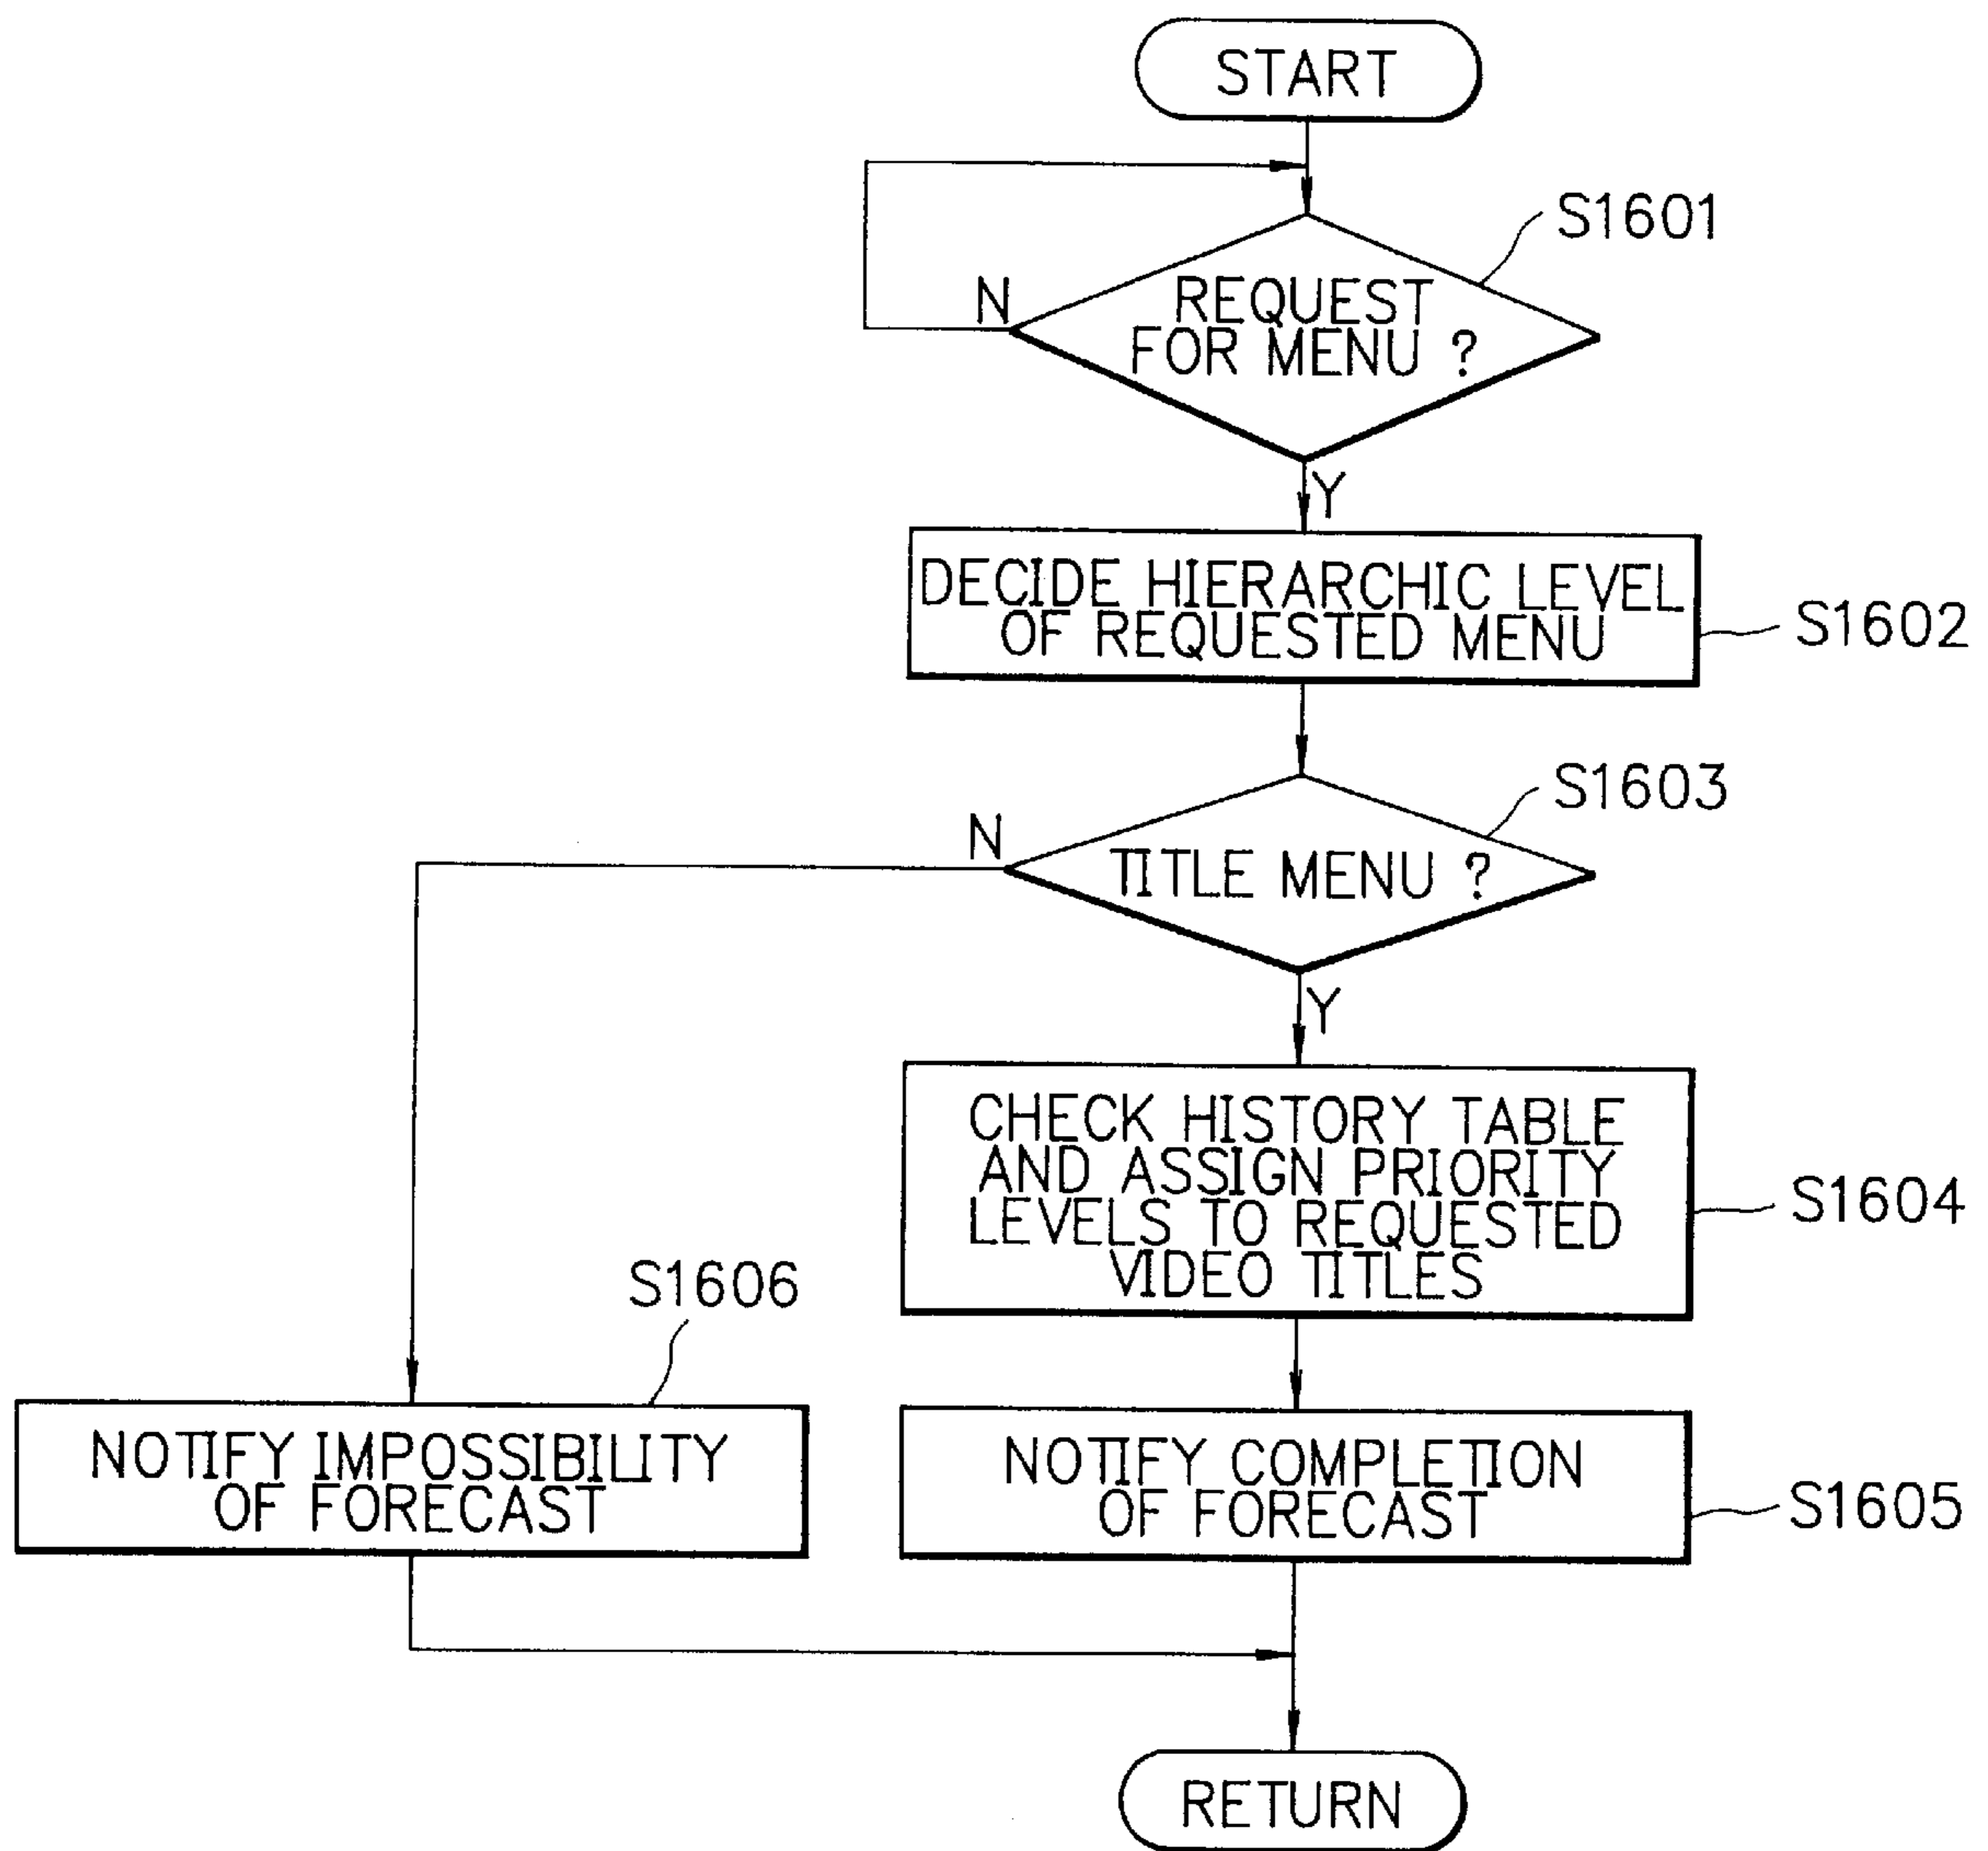 START
S1601
N
REQUEST
FOR MENU ?
Y
DECIDE HIERARCHIC LEVEL
OF REQUESTED MENU
S1602
S1603
N
TITLE MENU ?
Y
CHECK HISTORY TABLE
AND ASSIGN PRIORITY
LEVELS TO REQUESTED
VIDEO TITLES
S1604
S1606
NOTIFY IMPOSSIBILITY
OF FORECAST
NOTIFY COMPLETION
OF FORECAST
S1605
RETURN